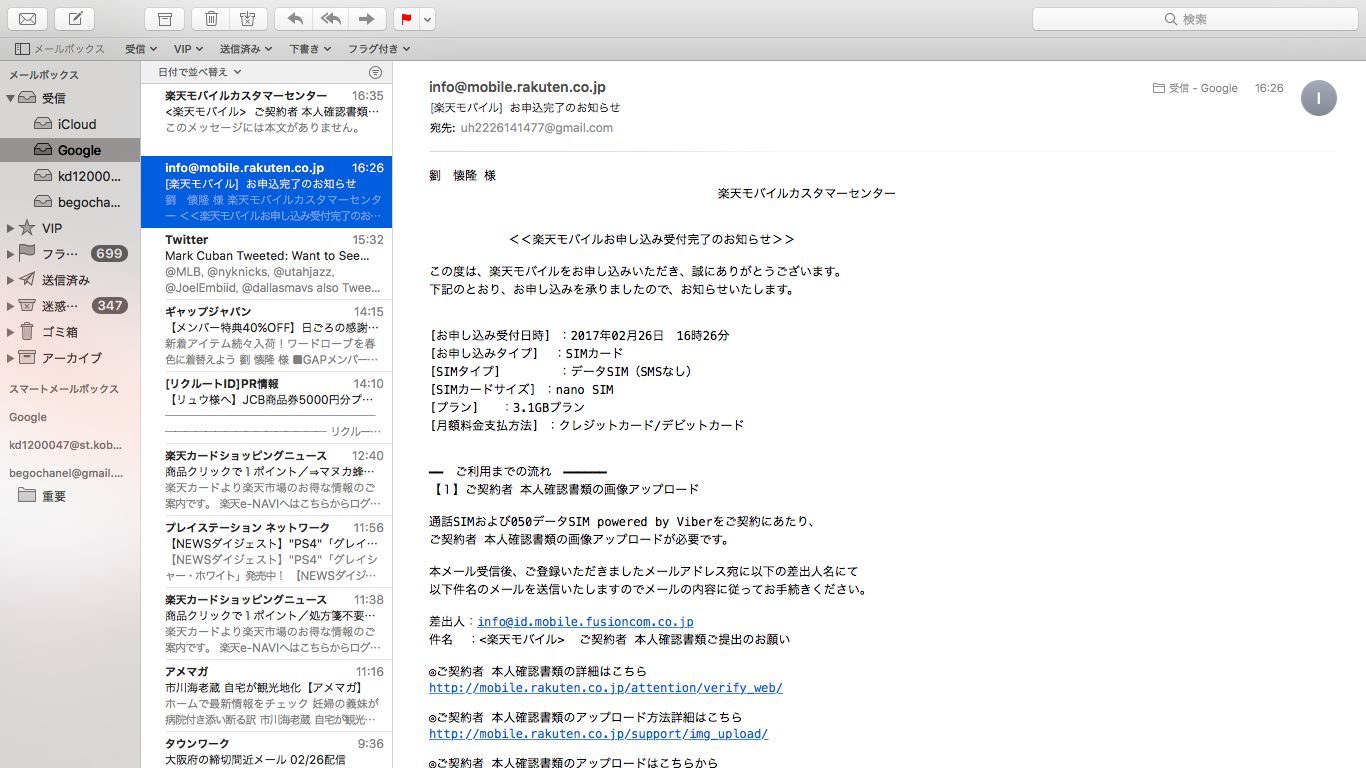 検索
メールボックス
受信
VIP
送信済み
下書き
フラグ付き
メールボックス
受信
iCloud
Google
kd12000...
begocha...
VIP
フラ… 699
送信済み
迷惑… 347
ゴミ箱
アーカイブ
スマートメールボックス
Google
kd1200047@st.kob...
begochanel@gmail....
重要
日付で並べ替え
楽天モバイルカスタマーセンター 16:35
<楽天モバイル> ご契約者 本人確認書類…
このメッセージには本文がありません。
info@mobile.rakuten.co.jp 16:26
[楽天モバイル] お申込完了のお知らせ
劉 懐隆 様 楽天モバイルカスタマーセンタ
ー <<楽天モバイルお申し込み受付完了のお…
Twitter 15:32
Mark Cuban Tweeted: Want to See...
@MLB, @nyknicks, @utahjazz,
@JoelEmbiid, @dallasmavs also Twee...
ギャップジャパン 14:15
【メンバー特典40%OFF】日ごろの感謝…
新着アイテム続々入荷！ワードローブを春
色に着替えよう 劉 懐隆 様 ■GAPメンバー…
[リクルートID]PR情報 14:10
【リュウ様へ】JCB商品券5000円分プ…
リクルー…
楽天カードショッピングニュース 12:40
商品クリックで１ポイント／⇒マヌカ蜂…
楽天カードより楽天市場のお得な情報のご
案内です。 楽天e-NAVIへはこちらからログ…
プレイステーション ネットワーク 11:56
【NEWSダイジェスト】"PS4"「グレイ…
【NEWSダイジェスト】"PS4"「グレイシ
ャー・ホワイト」発売中！ 【NEWSダイジ…
楽天カードショッピングニュース 11:38
商品クリックで１ポイント／処方箋不要…
楽天カードより楽天市場のお得な情報のご
案内です。 楽天e-NAVIへはこちらからログ…
アメマガ 11:16
市川海老蔵 自宅が観光地化【アメマガ】
ホームで最新情報をチェック 妊婦の義妹が
病院付き添い断る訳 市川海老蔵 自宅が観光…
タウンワーク 9:36
大阪府の締切間近メール 02/26配信
info@mobile.rakuten.co.jp
受信 - Google 16:26
I
[楽天モバイル] お申込完了のお知らせ
宛先: uh2226141477@gmail.com
劉 懐隆 様
楽天モバイルカスタマーセンター
＜＜楽天モバイルお申し込み受付完了のお知らせ＞＞
この度は、楽天モバイルをお申し込みいただき、誠にありがとうございます。
下記のとおり、お申し込みを承りましたので、お知らせいたします。
[お申し込み受付日時] ：2017年02月26日 16時26分
[お申し込みタイプ] ：SIMカード
[SIMタイプ] ：データSIM（SMSなし）
[SIMカードサイズ] ：nano SIM
[プラン] ：3.1GBプラン
[月額料金支払方法] ：クレジットカード/デビットカード
━━ ご利用までの流れ ━━━━━━
【１】ご契約者 本人確認書類の画像アップロード
通話SIMおよび050データSIM powered by Viberをご契約にあたり、
ご契約者 本人確認書類の画像アップロードが必要です。
本メール受信後、ご登録いただきましたメールアドレス宛に以下の差出人名にて
以下件名のメールを送信いたしますのでメールの内容に従ってお手続きください。
差出人：info@id.mobile.fusioncom.co.jp
件名 ：<楽天モバイル> ご契約者 本人確認書類ご提出のお願い
◎ご契約者 本人確認書類の詳細はこちら
http://mobile.rakuten.co.jp/attention/verify_web/
◎ご契約者 本人確認書類のアップロード方法詳細はこちら
http://mobile.rakuten.co.jp/support/img_upload/
◎ご契約者 本人確認書類のアップロードはこちらから